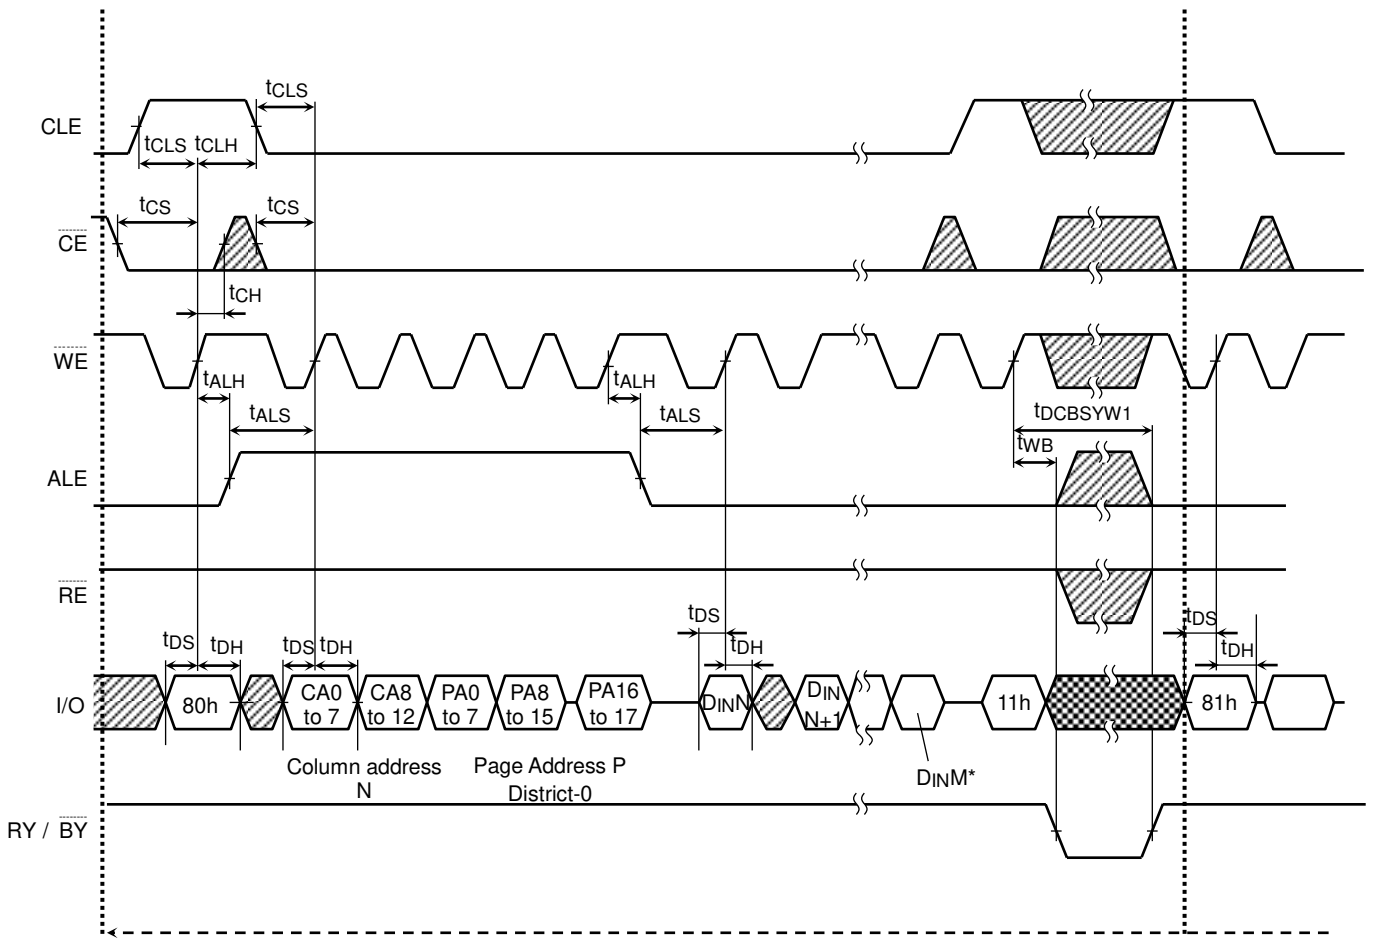 tCLS
CLE
tCLS tCLH
tCS tCS
CE
tCH
WE
tALH tALH
tALS tALS tDCBSYW1
tWB
ALE
RE
tDS tDH tDS tDH tDS tDH tDS tDH
I/O
80h
CA0 to 7
CA8 to 12
PA0 to 7
PA8 to 15
PA16 to 17
DINN
DIN N+1
11h
81h
DINM*
Column address N
Page Address P District-0
RY / BY